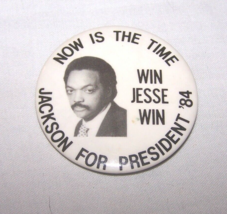 NOW IS THE TIME
WIN
JESSE
WIN
JACKSON FOR PRESIDENT '84